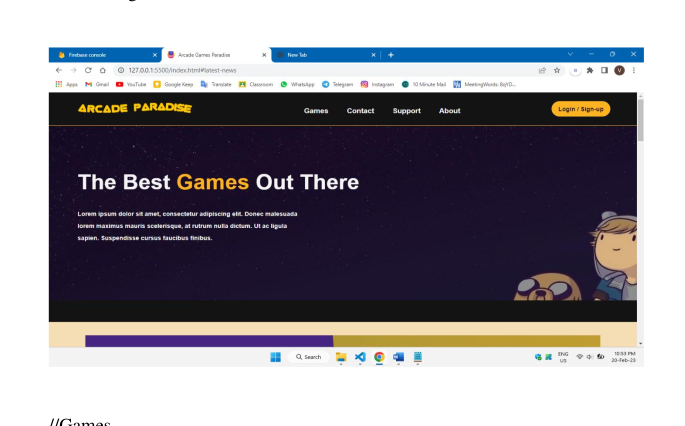 Firebase console
Arcade Games Paradise
New Tab
127.0.0.1:5500/index.html#latest-news
Apps
Gmail
YouTube
Google Keep
Translate
Classroom
WhatsApp
Telegram
Instagram
10 Minute Mail
ARCADE PARADISE
Games
Contact
Support
About
Login / Sign-up
The Best Games Out There
Lorem ipsum dolor sit amet, consectetur adipiscing elit. Donec malesuada
lorem maximus mauris scelerisque, at rutrum nulla dictum. Ut ac ligula
sapien. Suspendisse cursus faucibus finibus.
Search
ENG
US
10:53 PM
20-Feb-23
//Games